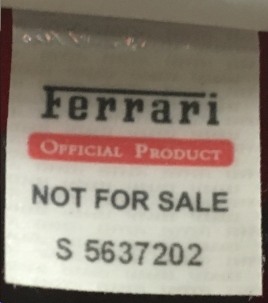 Ferrari
OFFICIAL PRODUCT
NOT FOR SALE
S 5637202